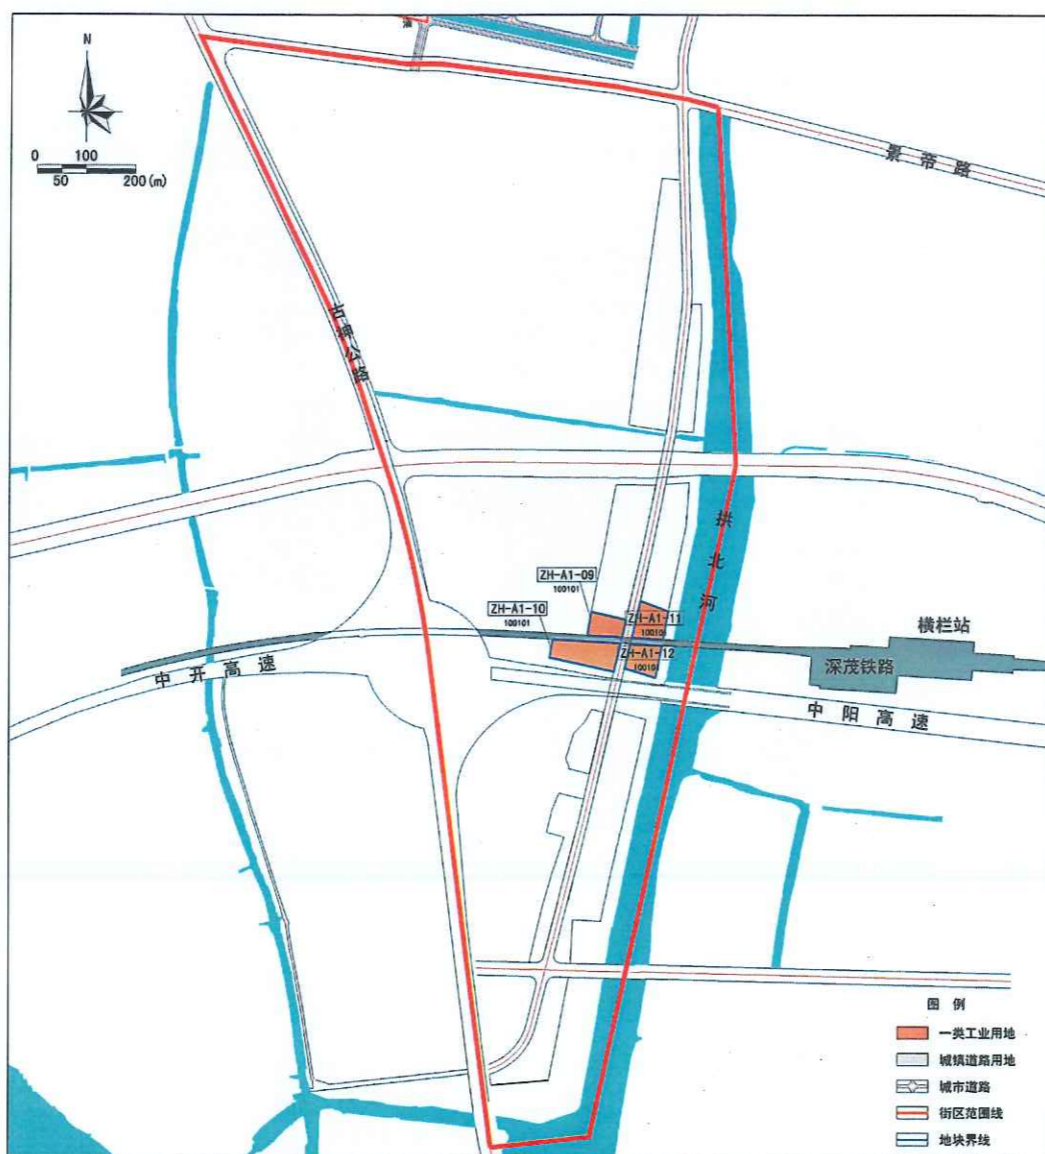 N
0 100
50 200(m)
景帝路
古神公路
拱北河
ZH-A1-09
100101
ZH-A1-10
100101
ZH-A1-11
ZH-A1-12
横栏站
深茂铁路
中开高速
中阳高速
图 例
一类工业用地
城镇道路用地
城市道路
街区范围线
地块界线